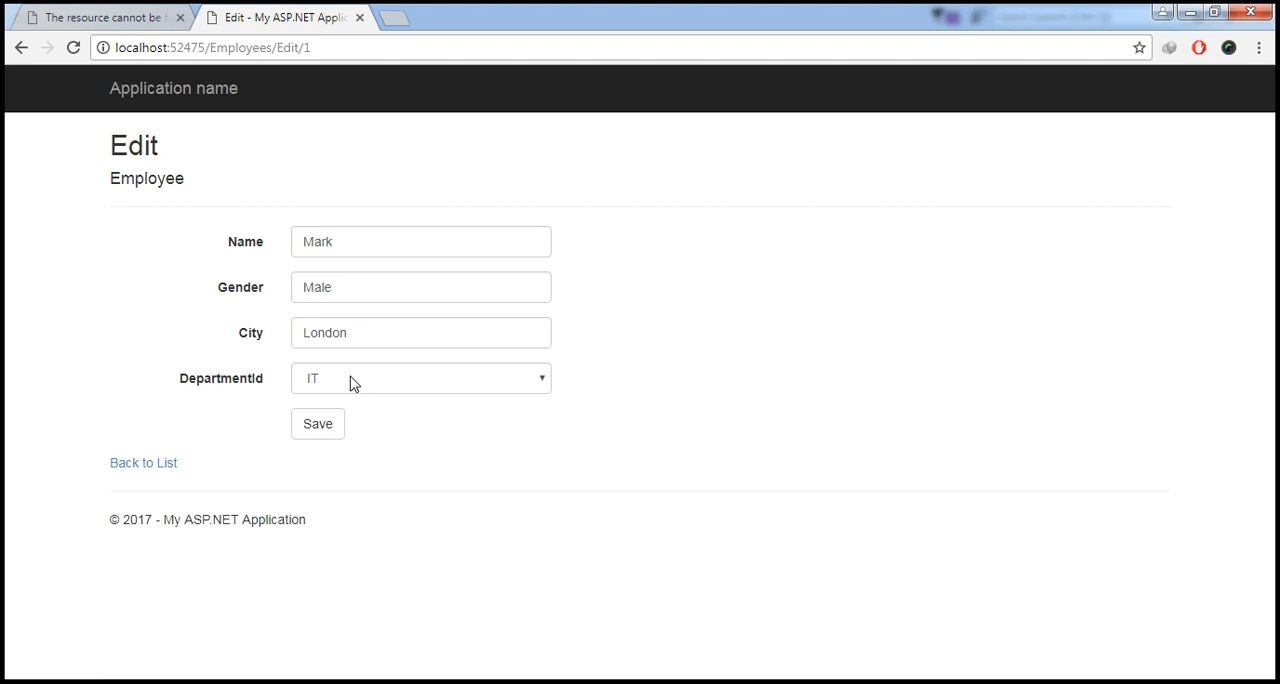 The resource cannot be f
Edit - My ASP.NET Applic
localhost:52475/Employees/Edit/1
Application name
Edit
Employee
Name Mark
Gender Male
City London
DepartmentId IT
Save
Back to List
© 2017 - My ASP.NET Application